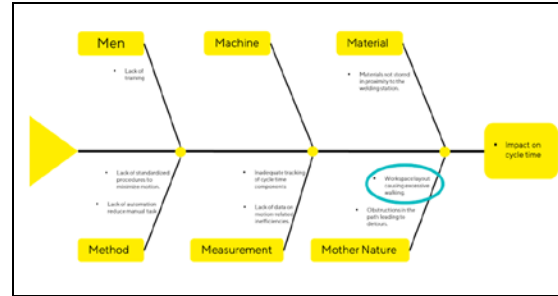 Men
Machine
Material
• Lack of
training
• Materials not stored
in proximity to the
welding station.
• Impact on
cycle time
• Lack of standardized
procedures to
minimize motion.
• Lack of automation
reduce manual task
• Inadequate tracking
of cycle time
components
• Lack of data on
motion-related
inefficiencies.
• Workspace layout
causing excessive
walking
• Obstructions in the
path leading to
Method
Measurement
Mother Nature